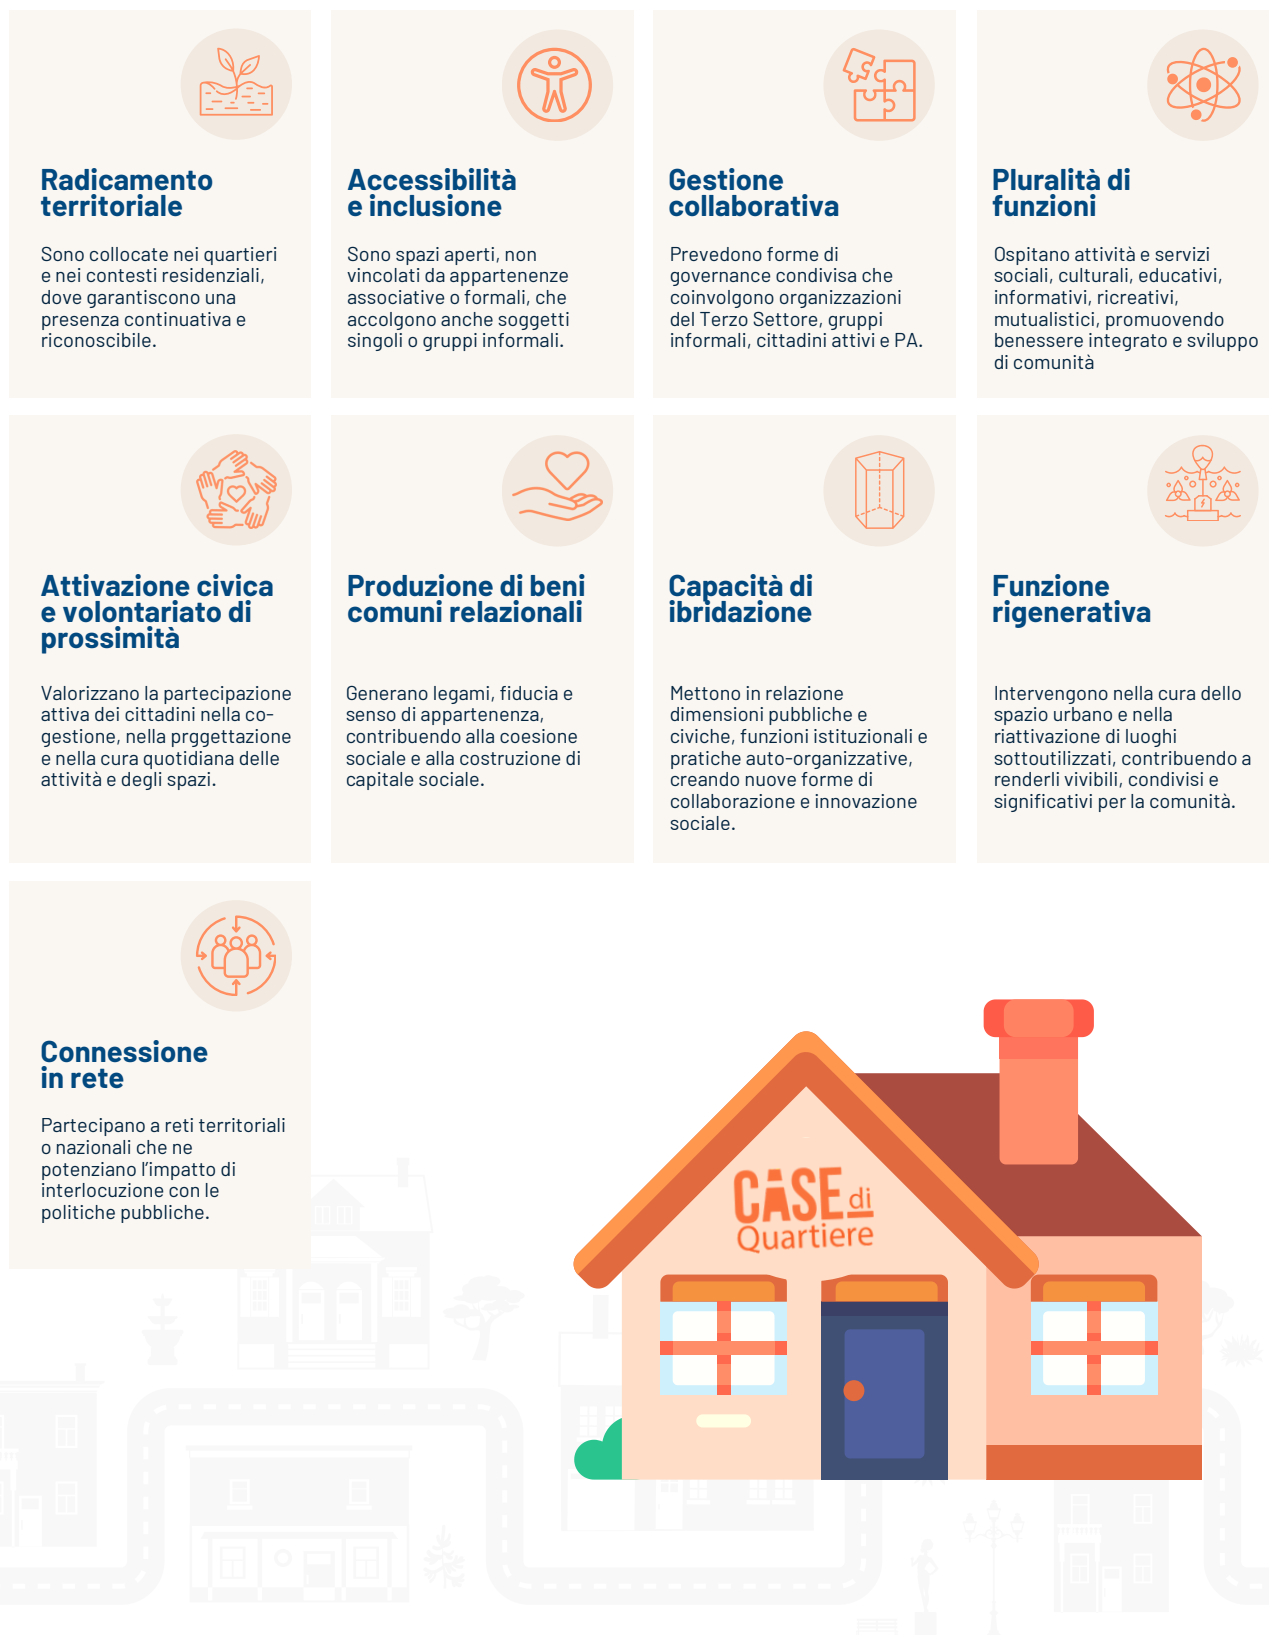 Radicamento
territoriale
Sono collocate nei quartieri
e nei contesti residenziali,
dove garantiscono una
presenza continuativa e
riconoscibile.
Accessibilità
e inclusione
Sono spazi aperti, non
vincolati da appartenenze
associative o formali, che
accolgono anche soggetti
singoli o gruppi informali.
Gestione
collaborativa
Prevedono forme di
governance condivisa che
coinvolgono organizzazioni
del Terzo Settore, gruppi
informali, cittadini attivi e PA.
Pluralità di
funzioni
Ospitano attività e servizi
sociali, culturali, educativi,
informativi, ricreativi,
mutualistici, promuovendo
benessere integrato e sviluppo
di comunità
Attivazione civica
e volontariato di
prossimità
Valorizzano la partecipazione
attiva dei cittadini nella co-
gestione, nella prggettazione
e nella cura quotidiana delle
attività e degli spazi.
Produzione di beni
comuni relazionali
Generano legami, fiducia e
senso di appartenenza,
contribuendo alla coesione
sociale e alla costruzione di
capitale sociale.
Capacità di
ibridazione
Mettono in relazione
dimensioni pubbliche e
civiche, funzioni istituzionali e
pratiche auto-organizzative,
creando nuove forme di
collaborazione e innovazione
sociale.
Funzione
rigenerativa
Intervengono nella cura dello
spazio urbano e nella
riattivazione di luoghi
sottoutilizzati, contribuendo a
renderli vivibili, condivisi e
significativi per la comunità.
Connessione
in rete
Partecipano a reti territoriali
o nazionali che ne
potenziano l’impatto di
interlocuzione con le
politiche pubbliche.
CASE di
Quartiere